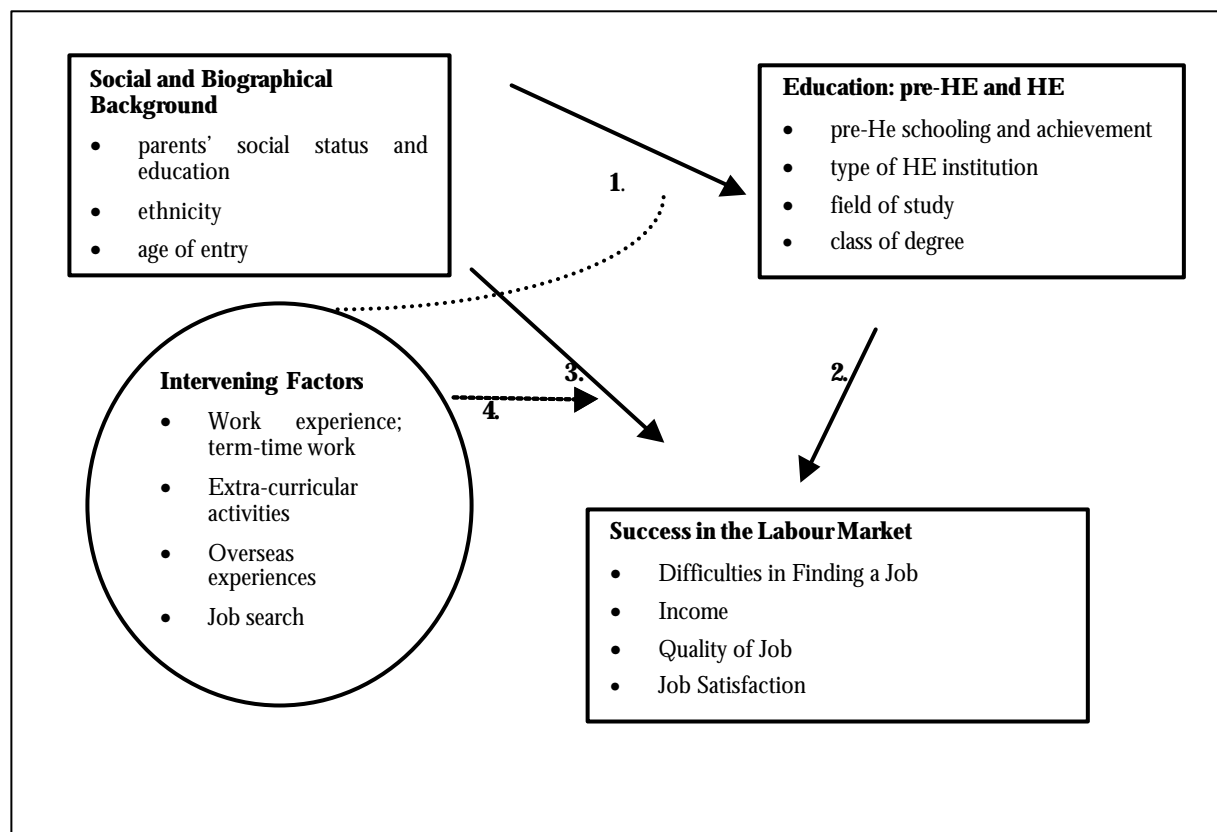 Social and Biographical
Background
• parents' social status and
education
• ethnicity
• age of entry
Education: pre-HE and HE
• pre-He schooling and achievement
• type of HE institution
• field of study
• class of degree
1.
Intervening Factors
• Work experience;
term-time work
• Extra-curricular
activities
• Overseas
experiences
• Job search
3.
4.
2.
Success in the Labour Market
• Difficulties in Finding a Job
• Income
• Quality of Job
• Job Satisfaction